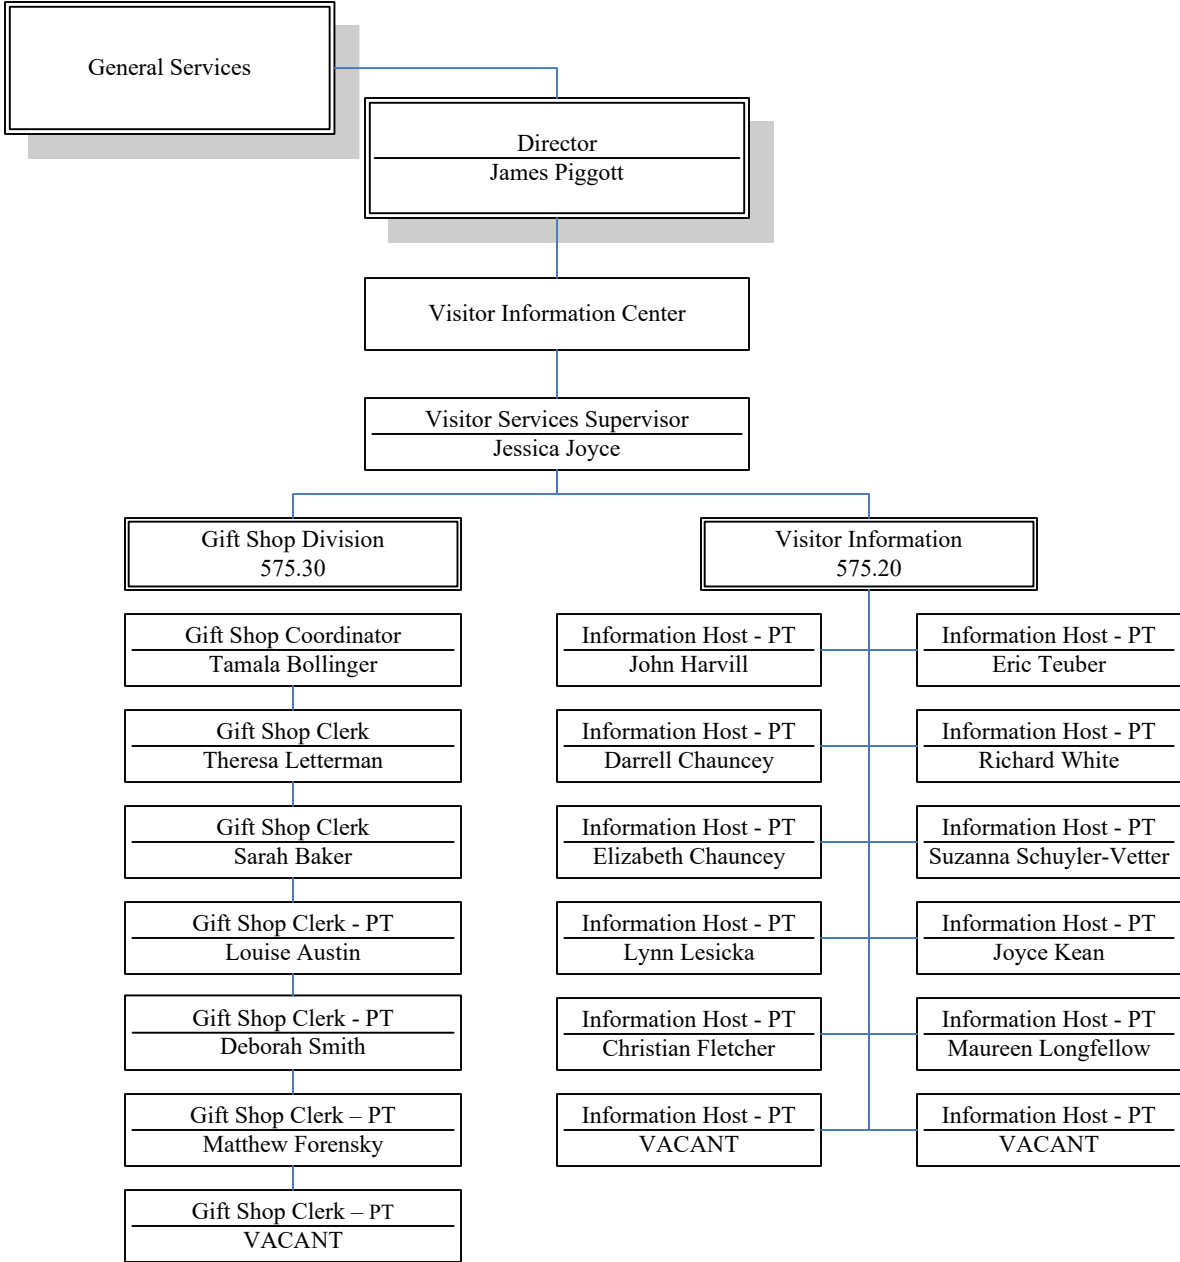 General Services
Director
James Piggott
Visitor Information Center
Visitor Services Supervisor
Jessica Joyce
Gift Shop Division
575.30
Visitor Information
575.20
Gift Shop Coordinator
Tamala Bollinger
Gift Shop Clerk
Theresa Letterman
Gift Shop Clerk
Sarah Baker
Gift Shop Clerk - PT
Louise Austin
Gift Shop Clerk - PT
Deborah Smith
Gift Shop Clerk – PT
Matthew Forensky
Gift Shop Clerk – PT
VACANT
Information Host - PT
John Harvill
Information Host - PT
Darrell Chauncey
Information Host - PT
Elizabeth Chauncey
Information Host - PT
Lynn Lesicka
Information Host - PT
Christian Fletcher
Information Host - PT
VACANT
Information Host - PT
Eric Teuber
Information Host - PT
Richard White
Information Host - PT
Suzanna Schuyler-Vetter
Information Host - PT
Joyce Kean
Information Host - PT
Maureen Longfellow
Information Host - PT
VACANT